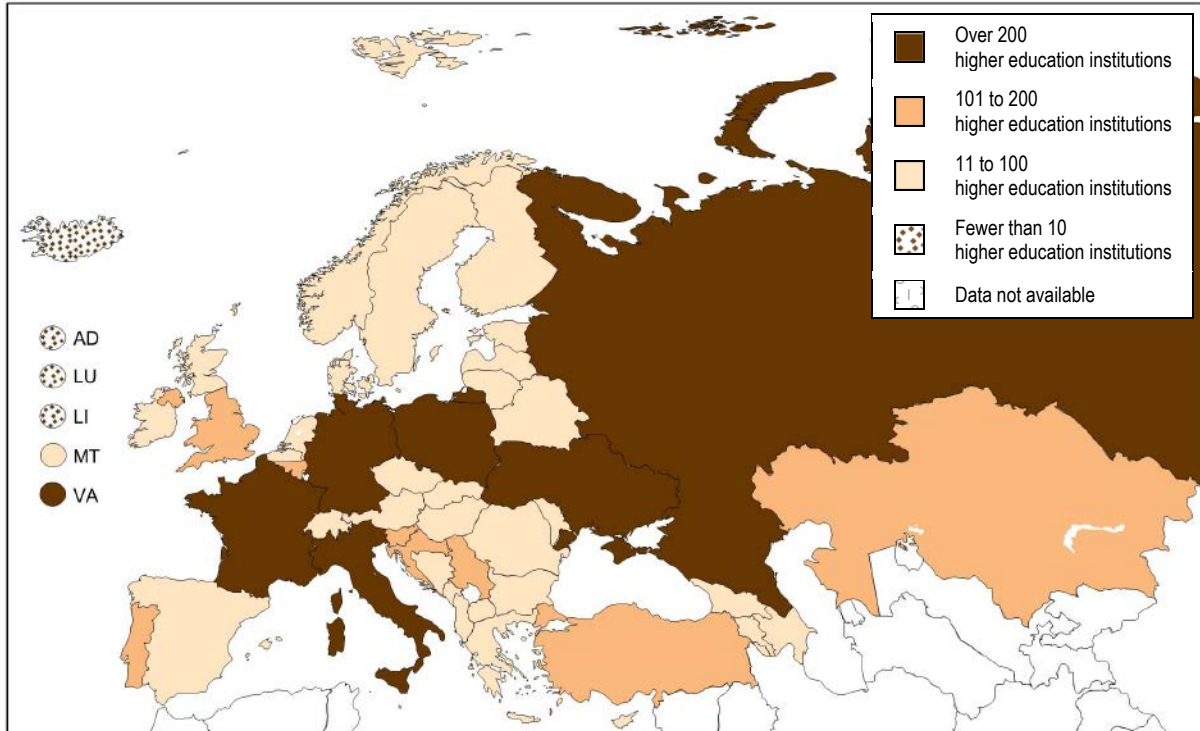 Over 200
higher education institutions
101 to 200
higher education institutions
11 to 100
higher education institutions
Fewer than 10
higher education institutions
Data not available
AD
LU
LI
MT
VA